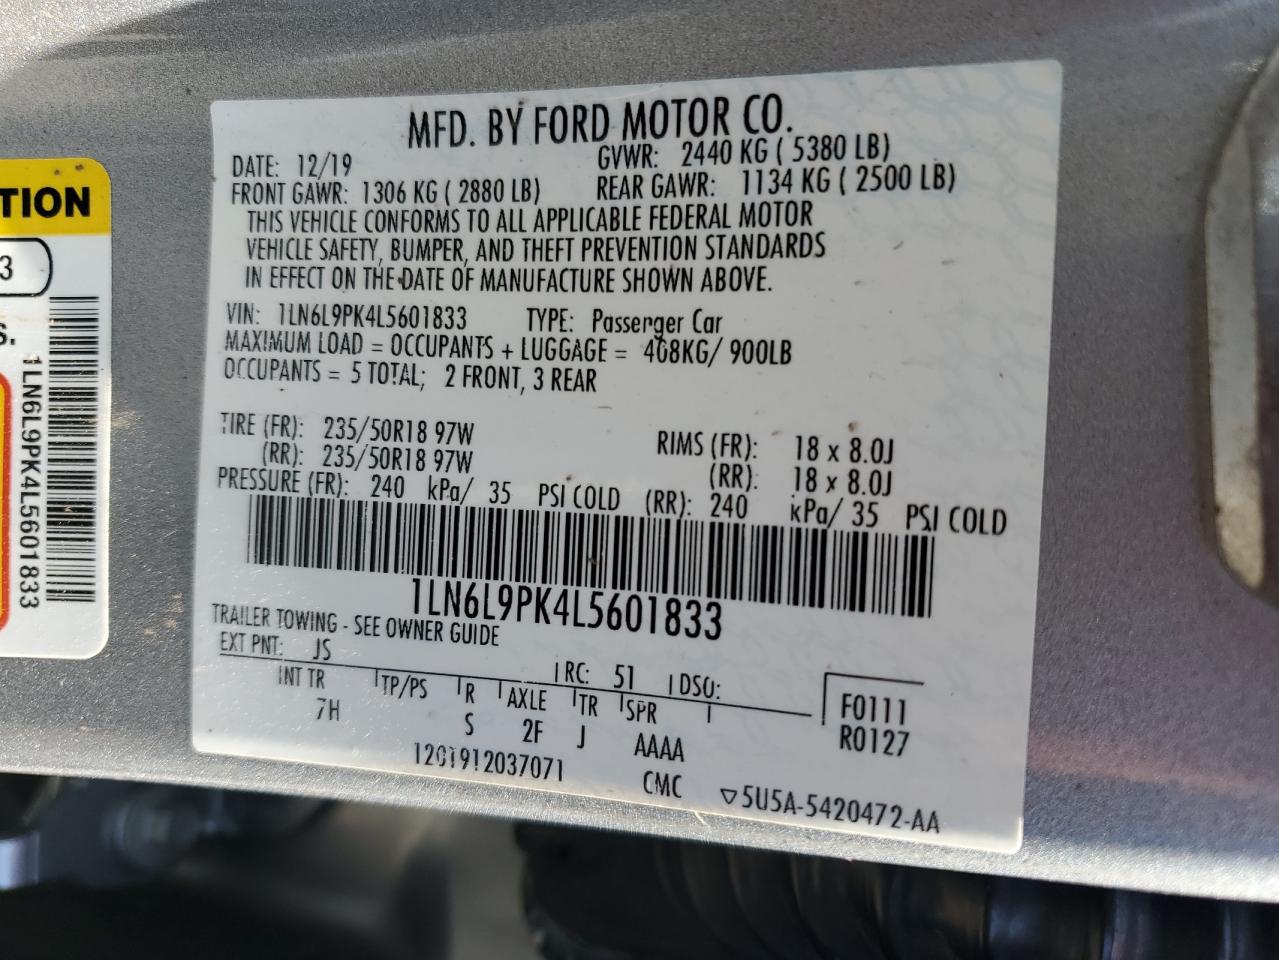 MFD. BY FORD MOTOR CO.
DATE: 12/19 GVWR: 2440 KG ( 5380 LB)
FRONT GAWR: 1306 KG ( 2880 LB) REAR GAWR: 1134 KG ( 2500 LB)
THIS VEHICLE CONFORMS TO ALL APPLICABLE FEDERAL MOTOR
VEHICLE SAFETY, BUMPER, AND THEFT PREVENTION STANDARDS
IN EFFECT ON THE DATE OF MANUFACTURE SHOWN ABOVE.
VIN: 1LN6L9PK4L5601833 TYPE: Passenger Car
MAXIMUM LOAD = OCCUPANTS + LUGGAGE = 408KG/ 900LB
OCCUPANTS = 5 TOTAL; 2 FRONT, 3 REAR
TIRE (FR): 235/50R18 97W RIMS (FR): 18 x 8.0J
(RR): 235/50R18 97W (RR): 18 x 8.0J
PRESSURE (FR): 240 kPa/ 35 PSI COLD (RR): 240 kPa/ 35 PSI COLD
1LN6L9PK4L5601833
TRAILER TOWING - SEE OWNER GUIDE
EXT PNT: JS RC: 51 DSO:
INT TR TP/PS R AXLE TR SPR F0111
7H S 2F J AAAA R0127
1201912037071 CMC ▽5U5A-5420472-AA
TION
3
S.
1LN6L9PK4L5601833